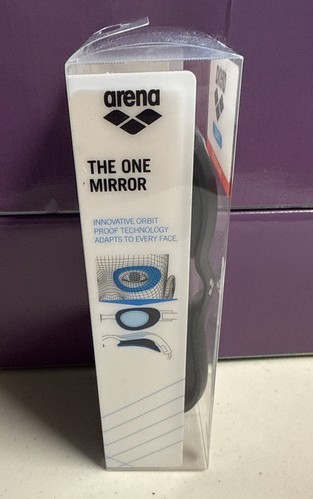 arena
THE ONE
MIRROR
INNOVATIVE ORBIT
PROOF TECHNOLOGY
ADAPTS TO EVERY FACE.